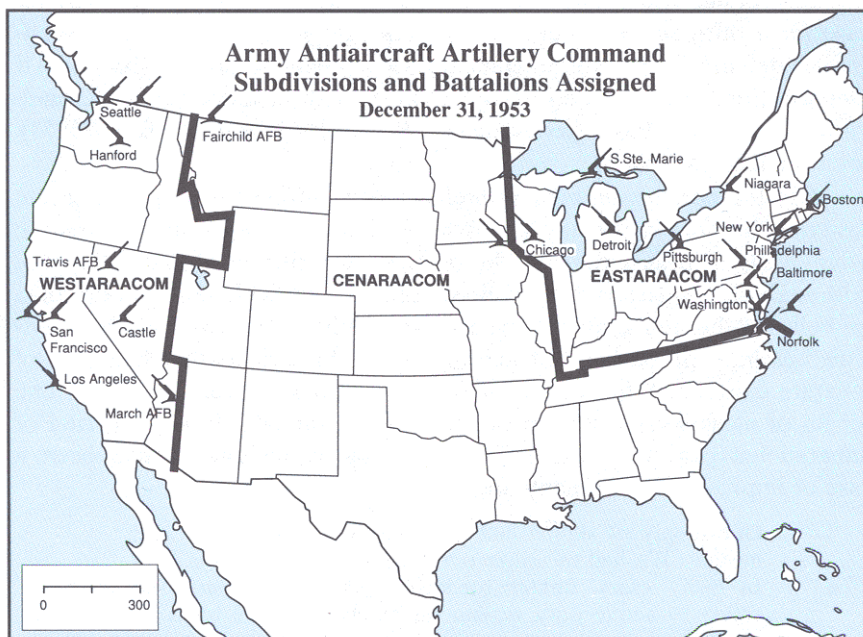 Army Antiaircraft Artillery Command
Subdivisions and Battalions Assigned
December 31, 1953
Seattle
Hanford
Fairchild AFB
S.Ste. Marie
Niagara
Boston
New York
Chicago
Detroit
Pittsburgh
Philladelphia
Baltimore
Washington
Norfolk
Travis AFB
WESTARAACOM
CENARAACOM
EASTARAACOM
San
Francisco
Castle
Los Angeles
March AFB
0
300